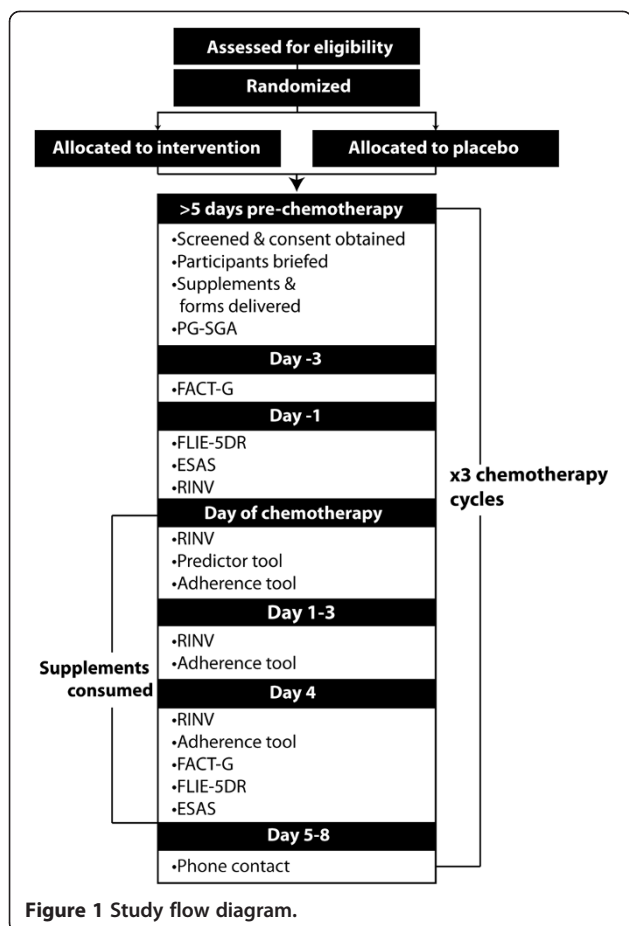 Assessed for eligibility
Randomized
Allocated to intervention
Allocated to placebo
>5 days pre-chemotherapy
•Screened & consent obtained
•Participants briefed
•Supplements &
forms delivered
•PG-SGA
Day -3
•FACT-G
Day -1
•FLIE-5DR
•ESAS
•RINV
x3 chemotherapy
cycles
Day of chemotherapy
•RINV
•Predictor tool
•Adherence tool
Day 1-3
•RINV
•Adherence tool
Supplements
consumed
Day 4
•RINV
•Adherence tool
•FACT-G
•FLIE-5DR
•ESAS
Day 5-8
•Phone contact
Figure 1 Study flow diagram.